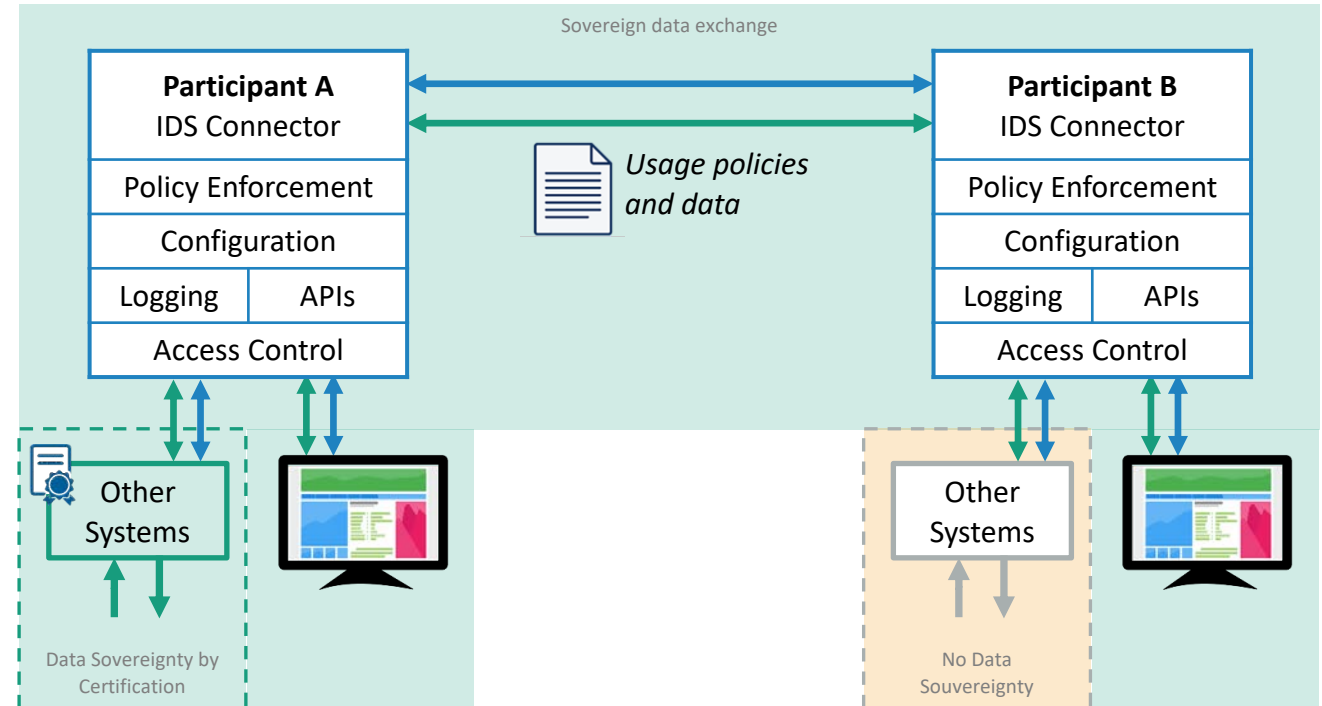 Sovereign data exchange
Participant A
IDS Connector
Policy Enforcement
Configuration
Logging
APIs
Access Control
Usage policies
and data
Participant B
IDS Connector
Policy Enforcement
Configuration
Logging
APIs
Access Control
Other
Systems
Data Sovereignty by
Certification
Other
Systems
No Data
Souvereignty